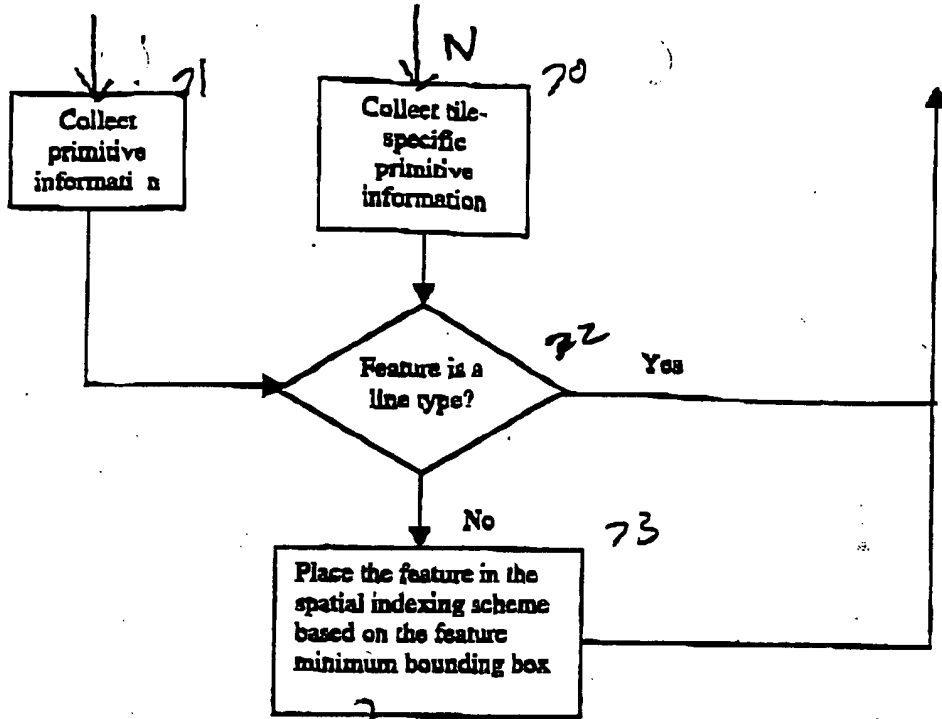 N
71
70
Collect
primitive
informati n
Collect tile-
specific
primitive
information
72
Feature is a
line type?
Yes
No
73
Place the feature in the
spatial indexing scheme
based on the feature
minimum bounding box